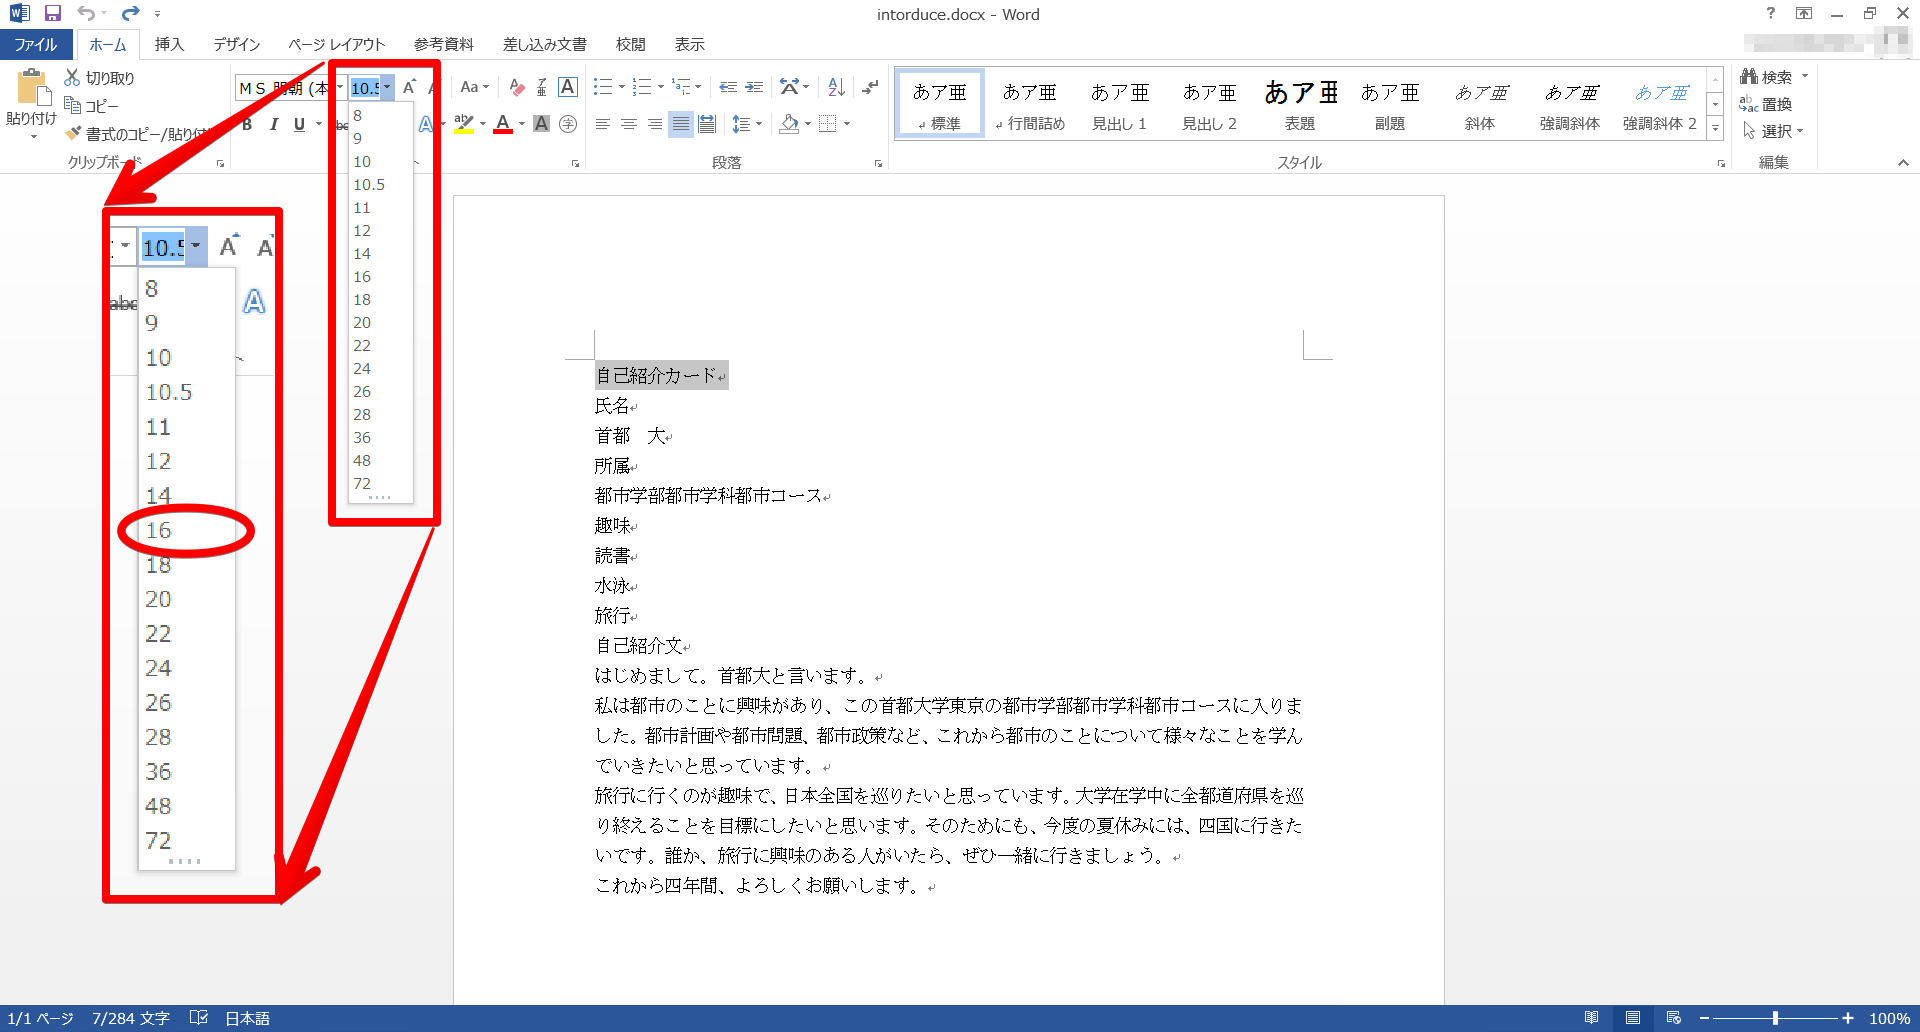 intorduce.docx - Word
?
ファイル ホーム 挿入 デザイン ページ レイアウト 参考資料 差し込み文書 校閲 表示
貼り付け
切り取り
コピー
書式のコピー/貼り付け
クリップボード
ＭＳ 明朝 (本
10.5
A A Aa A
B I U abc A ab A A 字
8
9
10
10.5
11
12
14
16
18
20
22
24
26
28
36
48
72
段落
あア亜 標準
あア亜 行間詰め
あア亜 見出し 1
あア亜 見出し 2
あア亜 表題
あア亜 副題
あア亜 斜体
あア亜 強調斜体
あア亜 強調斜体 2
スタイル
検索
置換
選択
編集
10.5
A A
abc A
8
9
10
10.5
11
12
14
16
18
20
22
24
26
28
36
48
72
自己紹介カード
氏名
首都　大
所属
都市学部都市学科都市コース
趣味
読書
水泳
旅行
自己紹介文
はじめまして。首都大と言います。
私は都市のことに興味があり、この首都大学東京の都市学部都市学科都市コースに入りま
した。都市計画や都市問題、都市政策など、これから都市のことについて様々なことを学ん
でいきたいと思っています。
旅行に行くのが趣味で、日本全国を巡りたいと思っています。大学在学中に全都道府県を巡
り終えることを目標にしたいと思います。そのためにも、今度の夏休みには、四国に行きた
いです。誰か、旅行に興味のある人がいたら、ぜひ一緒に行きましょう。
これから四年間、よろしくお願いします。
1/1 ページ 7/284 文字 日本語 100%